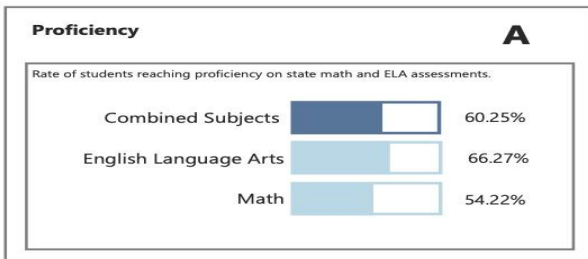 Proficiency
A
Rate of students reaching proficiency on state math and ELA assessments.
Combined Subjects 60.25%
English Language Arts 66.27%
Math 54.22%